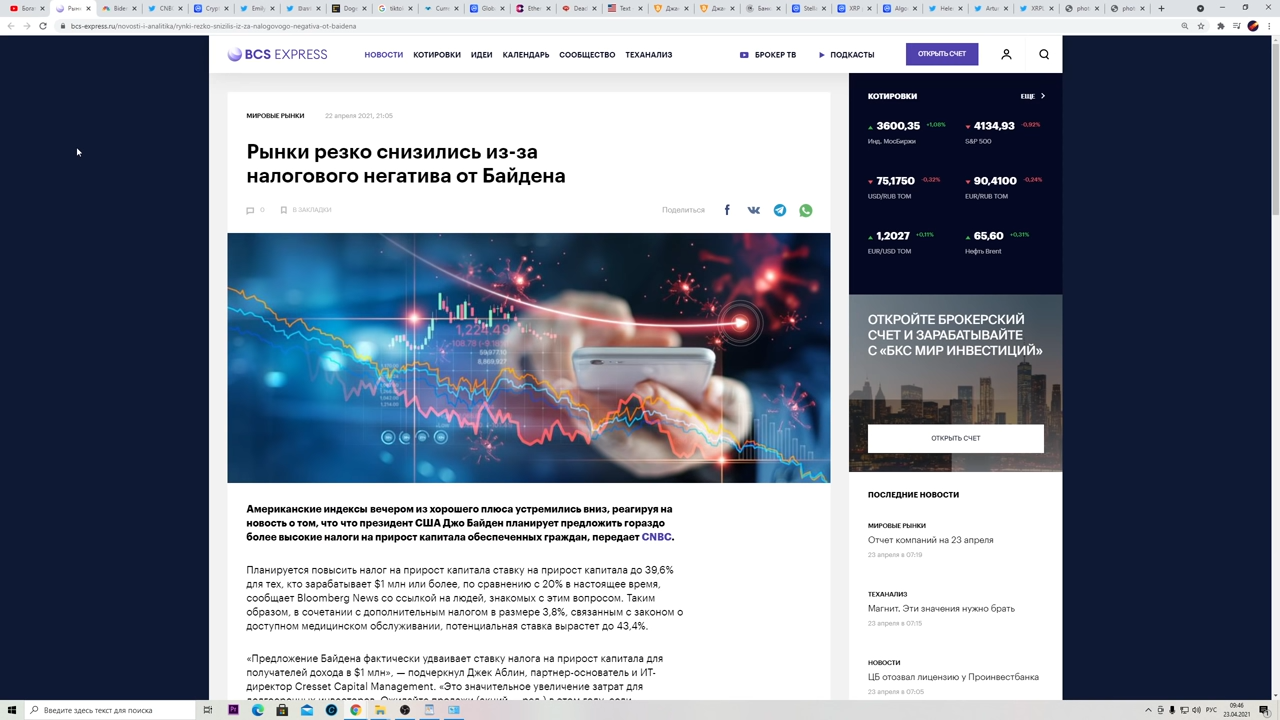 bcs-express.ru/novosti-i-analitika/rynki-rezko-snizilis-iz-za-nalogovogo-negativa-ot-baidena
BCS EXPRESS
НОВОСТИ КОТИРОВКИ ИДЕИ КАЛЕНДАРЬ СООБЩЕСТВО ТЕХАНАЛИЗ
БРОКЕР ТВ ПОДКАСТЫ
ОТКРЫТЬ СЧЕТ
МИРОВЫЕ РЫНКИ 22 апреля 2021, 21:05
Рынки резко снизились из-за
налогового негатива от Байдена
0 В ЗАКЛАДКИ
Поделиться
1,224.49
Американские индексы вечером из хорошего плюса устремились вниз, реагируя на
новость о том, что что президент США Джо Байден планирует предложить гораздо
более высокие налоги на прирост капитала обеспеченных граждан, передает CNBC.
Планируется повысить налог на прирост капитала ставку на прирост капитала до 39,6%
для тех, кто зарабатывает $1 млн или более, по сравнению с 20% в настоящее время,
сообщает Bloomberg News со ссылкой на людей, знакомых с этим вопросом. Таким
образом, в сочетании с дополнительным налогом в размере 3,8%, связанным с законом о
доступном медицинском обслуживании, потенциальная ставка вырастет до 43,4%.
«Предложение Байдена фактически удваивает ставку налога на прирост капитала для
получателей дохода в $1 млн», — подчеркнул Джек Аблин, партнер-основатель и ИТ-
директор Cresset Capital Management. «Это значительное увеличение затрат для
КОТИРОВКИ ЕЩЕ
3600,35 +1,06% 4134,93 -0,92%
Инд. МосБиржи S&P 500
75,1750 -0,32% 90,4100 -0,24%
USD/RUB TOM EUR/RUB TOM
1,2027 +0,11% 65,60 +0,31%
EUR/USD TOM Нефть Brent
ОТКРОЙТЕ БРОКЕРСКИЙ
СЧЕТ И ЗАРАБАТЫВАЙТЕ
С «БКС МИР ИНВЕСТИЦИЙ»
ОТКРЫТЬ СЧЕТ
ПОСЛЕДНИЕ НОВОСТИ
МИРОВЫЕ РЫНКИ
Отчет компаний на 23 апреля
23 апреля в 07:19
ТЕХАНАЛИЗ
Магнит. Эти значения нужно брать
23 апреля в 07:15
НОВОСТИ
ЦБ отозвал лицензию у Проинвестбанка
23 апреля в 07:05
Введите здесь текст для поиска
РУС
09:46
23.04.2021